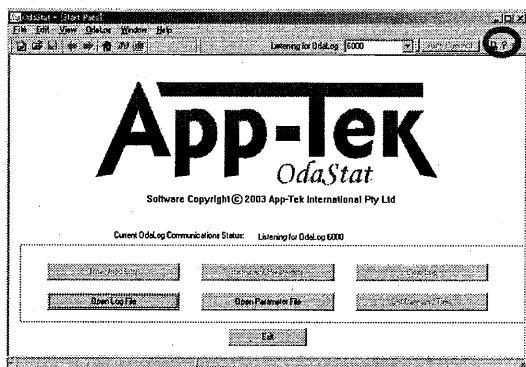 OdaStat - [Start Page]
File Edit View OdaLog Window Help
Listening for OdaLog 6000
App-Tek
OdaStat
Software Copyright © 2003 App-Tek International Pty Ltd
Current OdaLog Communications Status: Listening for OdaLog 6000
Open Log File Open Parameter File
Exit